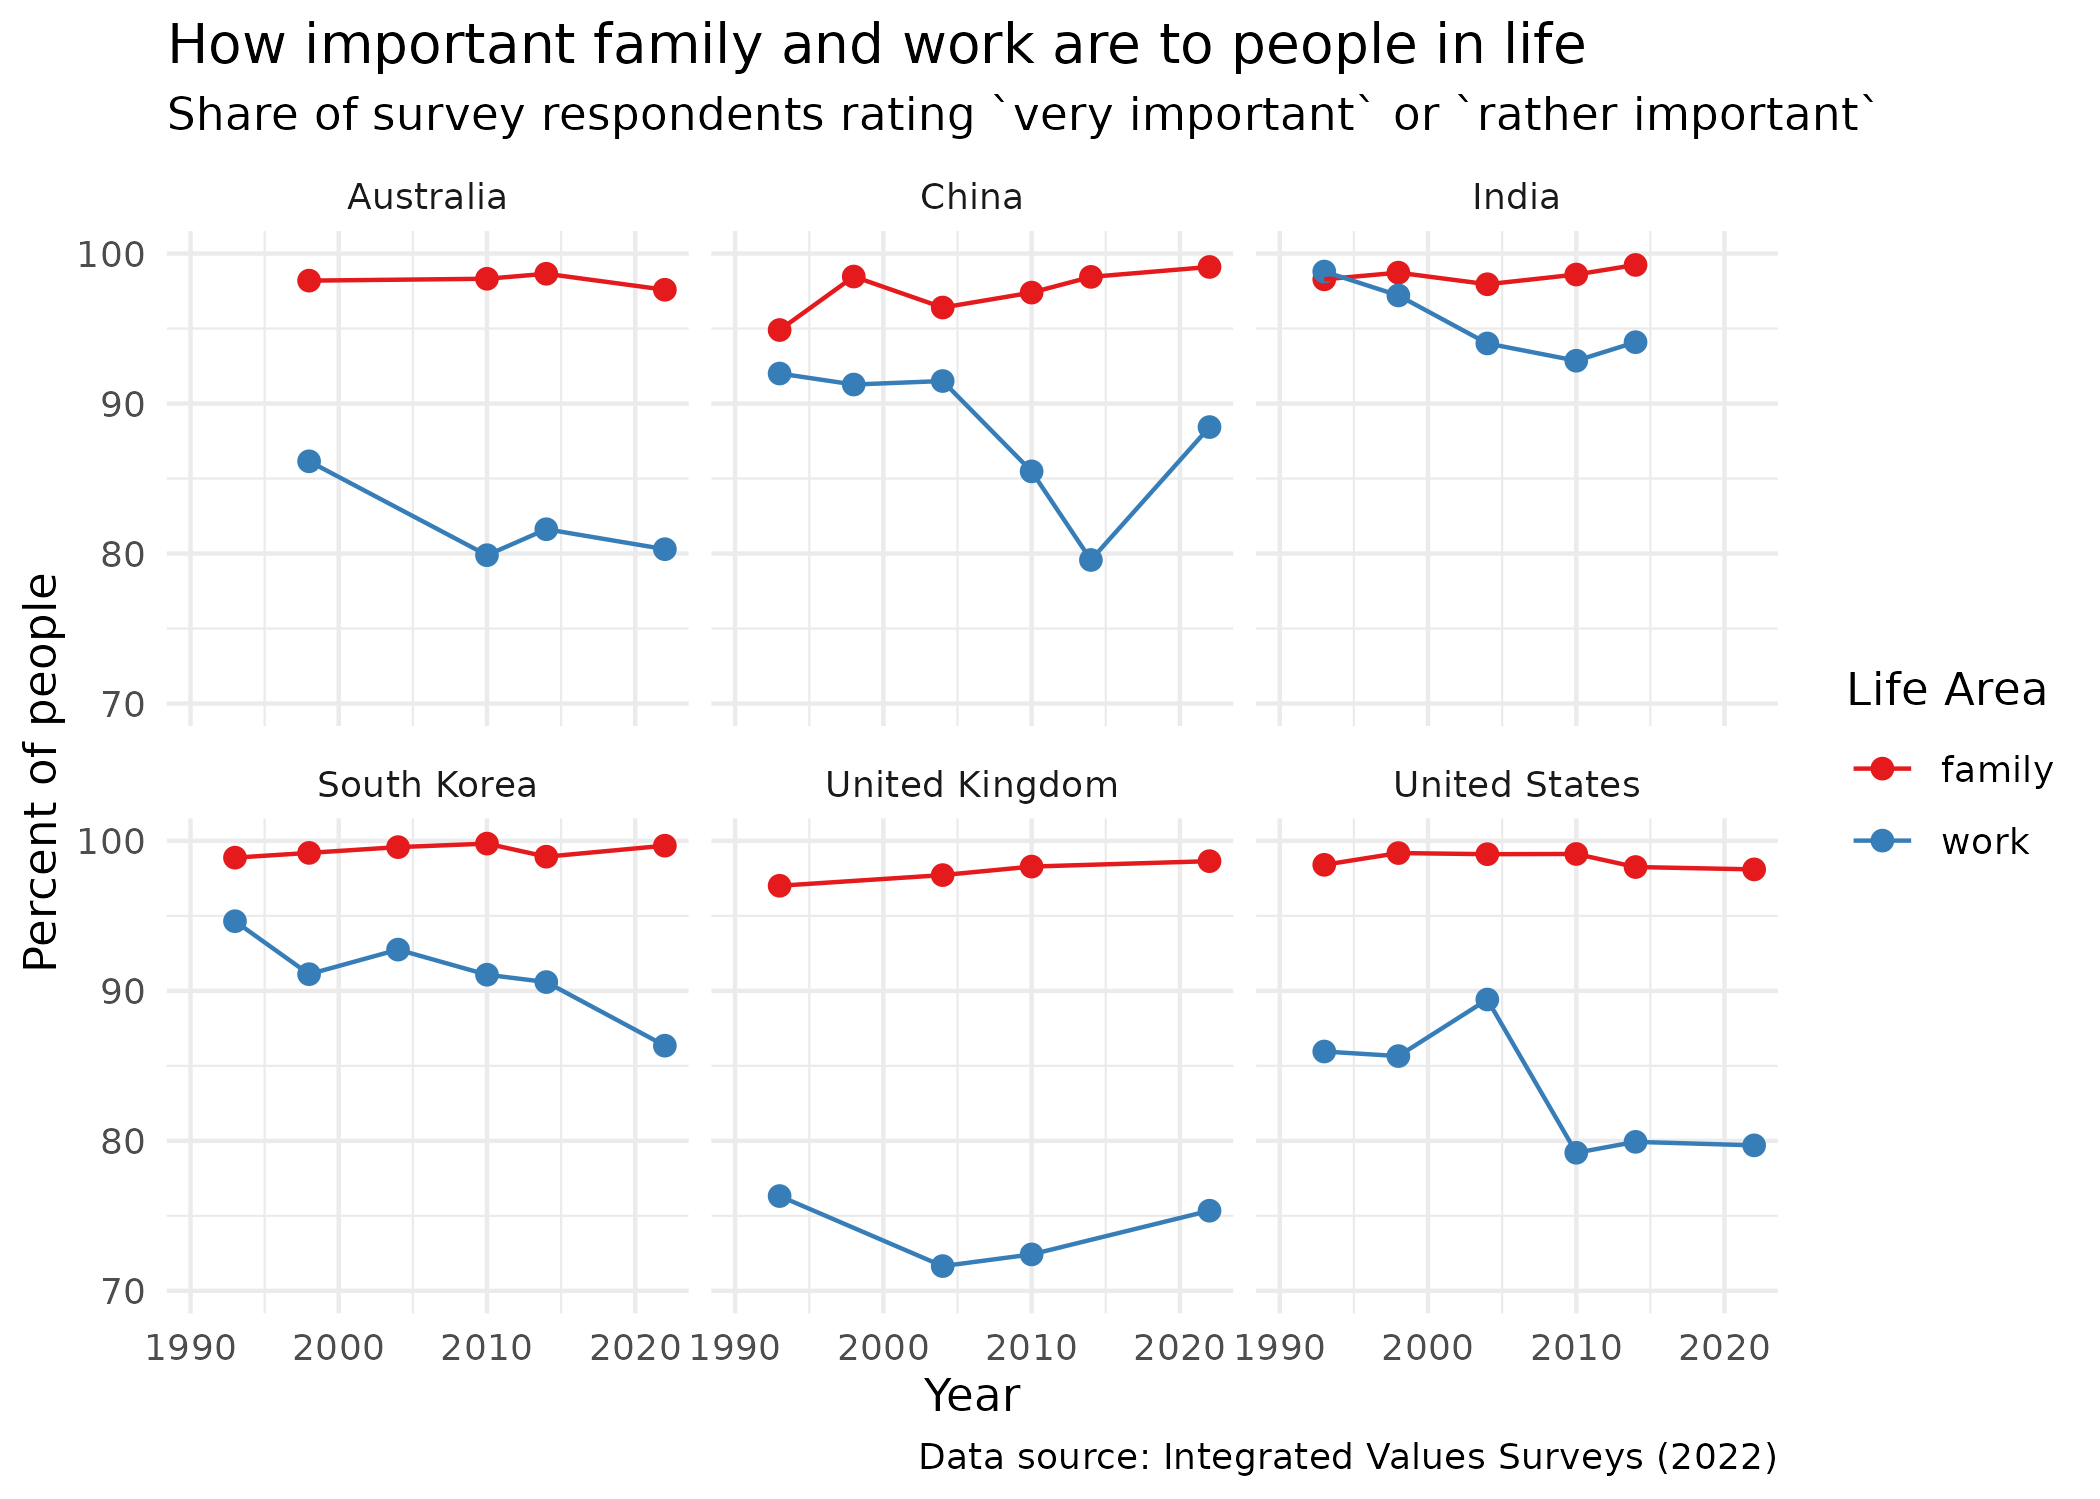 How important family and work are to people in life
Share of survey respondents rating `very important` or `rather important`
Australia
China
India
100
90
80
70
South Korea
United Kingdom
United States
100
90
80
70
1990 2000 2010 2020 1990 2000 2010 2020 1990 2000 2010 2020
Percent of people
Year
Life Area
family
work
Data source: Integrated Values Surveys (2022)